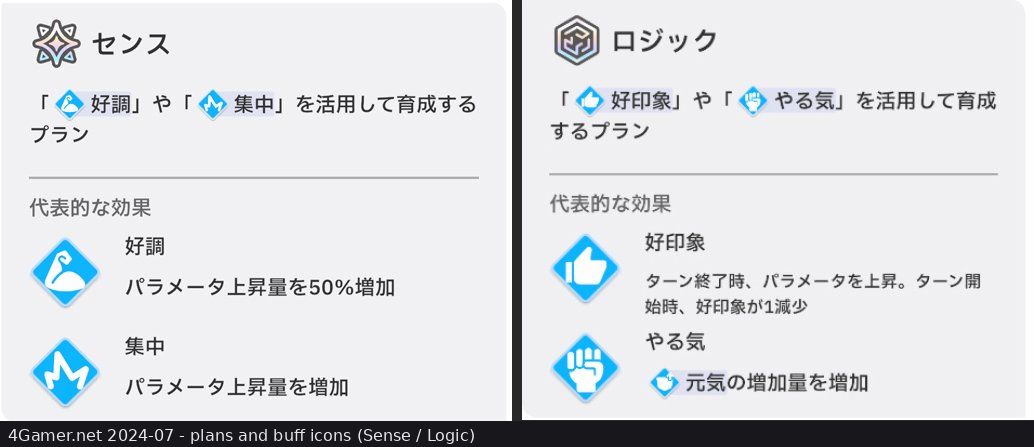 センス
「好調」や「集中」を活用して育成する
プラン
代表的な効果
好調
パラメータ上昇量を50%増加
集中
パラメータ上昇量を増加
ロジック
「好印象」や「やる気」を活用して育成
するプラン
代表的な効果
好印象
ターン終了時、パラメータを上昇。ターン開
始時、好印象が1減少
やる気
元気の増加量を増加
4Gamer.net 2024-07 - plans and buff icons (Sense / Logic)